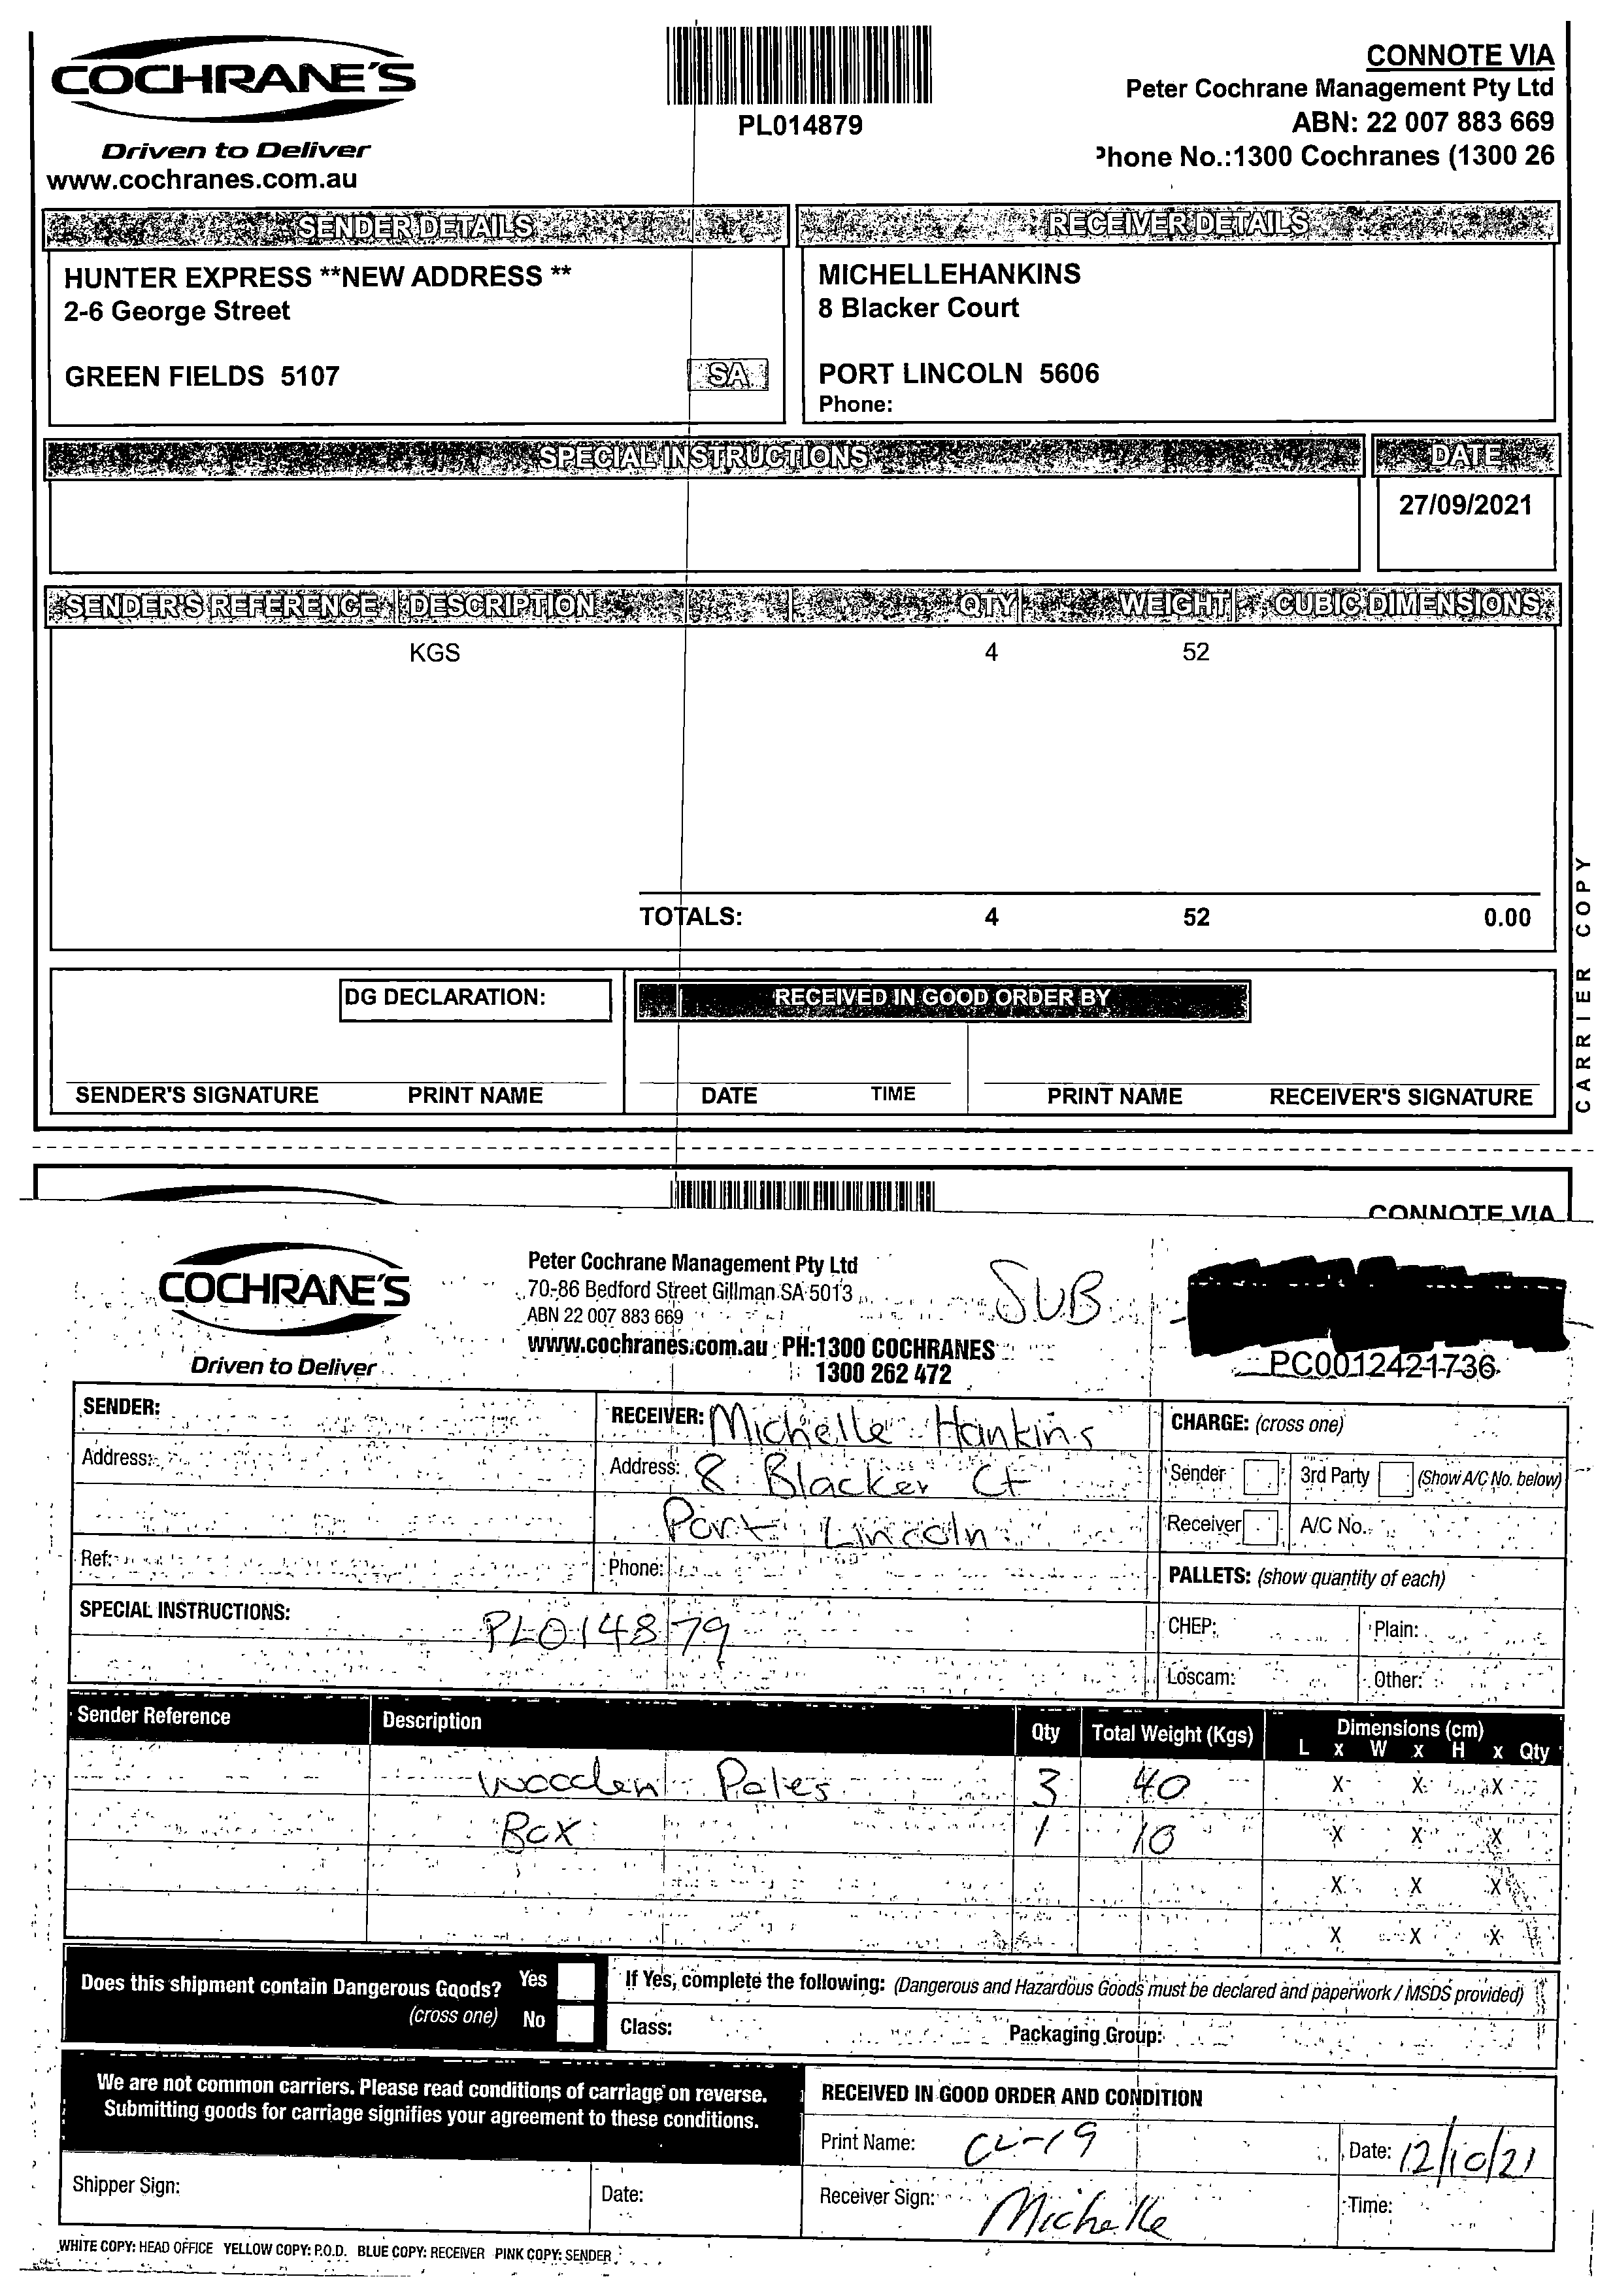 COCHRANE'S
Driven to Deliver
www.cochranes.com.au
PL014879
CONNOTE VIA
Peter Cochrane Management Pty Ltd
ABN: 22 007 883 669
Phone No.:1300 Cochranes (1300 26
SENDER DETAILS
HUNTER EXPRESS **NEW ADDRESS **
2-6 George Street
GREEN FIELDS 5107
SA
RECEIVER DETAILS
MICHELLEHANKINS
8 Blacker Court
PORT LINCOLN 5606
Phone:
SPECIAL INSTRUCTIONS
DATE
27/09/2021
SENDER'S REFERENCE DESCRIPTION QTY WEIGHT CUBIC DIMENSIONS
KGS 4 52
TOTALS: 4 52 0.00
CARRIER COPY
DG DECLARATION:
RECEIVED IN GOOD ORDER BY
SENDER'S SIGNATURE PRINT NAME DATE TIME PRINT NAME RECEIVER'S SIGNATURE
CONNOTE VIA
COCHRANE'S
Driven to Deliver
Peter Cochrane Management Pty Ltd
70-86 Bedford Street Gillman SA 5013
ABN 22 007 883 669
www.cochranes.com.au PH:1300 COCHRANES
1300 262 472
SUB
PC0012421736
SENDER:
Address:
Ref:
RECEIVER: Michelle Hankins
Address: 8 Blacker Ct
Port Lincoln
Phone:
CHARGE: (cross one)
Sender 3rd Party (Show A/C No. below)
Receiver A/C No.
PALLETS: (show quantity of each)
CHEP: Plain:
Loscam: Other:
SPECIAL INSTRUCTIONS:
PL014879
Sender Reference Description Qty Total Weight (Kgs) Dimensions (cm)
L x W x H x Qty
Wooden Poles 3 40 X X X
Box 1 10 X X X
X X X
X X X
Does this shipment contain Dangerous Goods? Yes
(cross one) No
If Yes, complete the following: (Dangerous and Hazardous Goods must be declared and paperwork / MSDS provided)
Class: Packaging Group:
We are not common carriers. Please read conditions of carriage on reverse.
Submitting goods for carriage signifies your agreement to these conditions.
RECEIVED IN GOOD ORDER AND CONDITION
Print Name: CV-19
Date: 12/10/21
Shipper Sign: Date:
Receiver Sign: Michelle
Time:
WHITE COPY: HEAD OFFICE YELLOW COPY: P.O.D. BLUE COPY: RECEIVER PINK COPY: SENDER